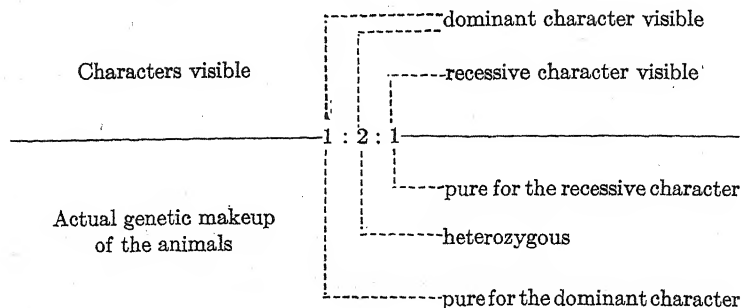 dominant character visible
Characters visible
recessive character visible
1 : 2 : 1
pure for the recessive character
Actual genetic makeup
of the animals
heterozygous
pure for the dominant character